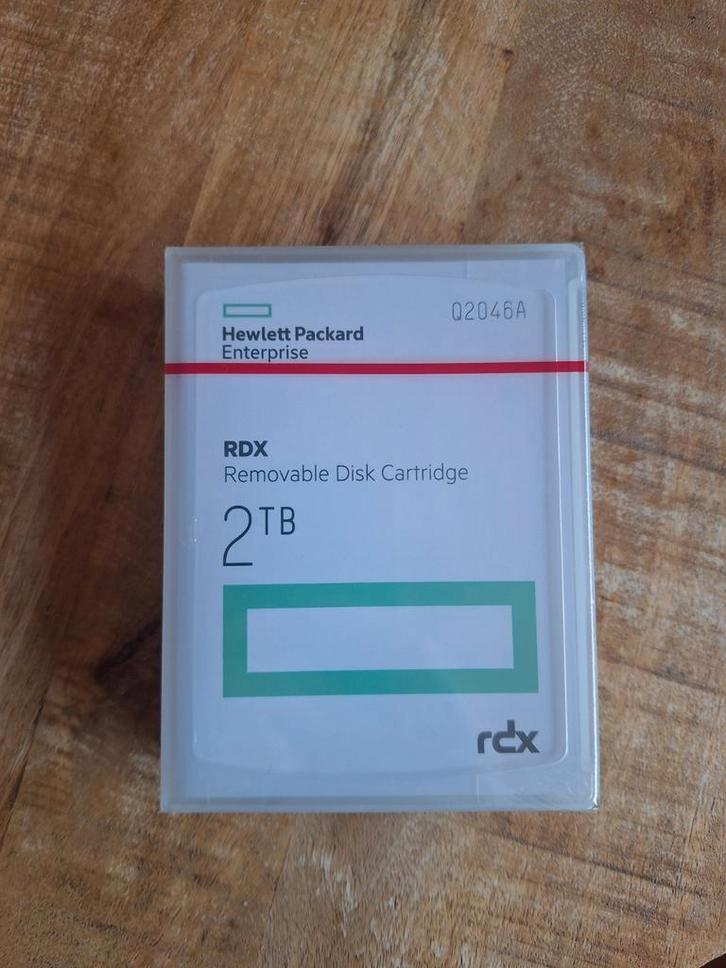 Hewlett Packard
Enterprise
Q2046A
RDX
Removable Disk Cartridge
2TB
rdx